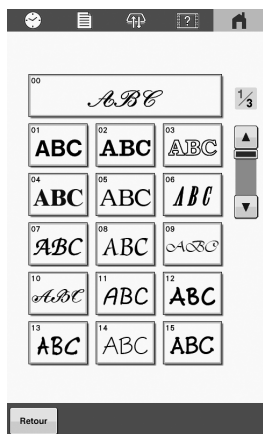 ?
00
ABC
1/3
01 02 03
ABC ABC ABC
04 05 06
ABC ABC ABC
07 08 09
ABC ABC ABC
10 11 12
ABC ABC ABC
13 14 15
ABC ABC ABC
Retour